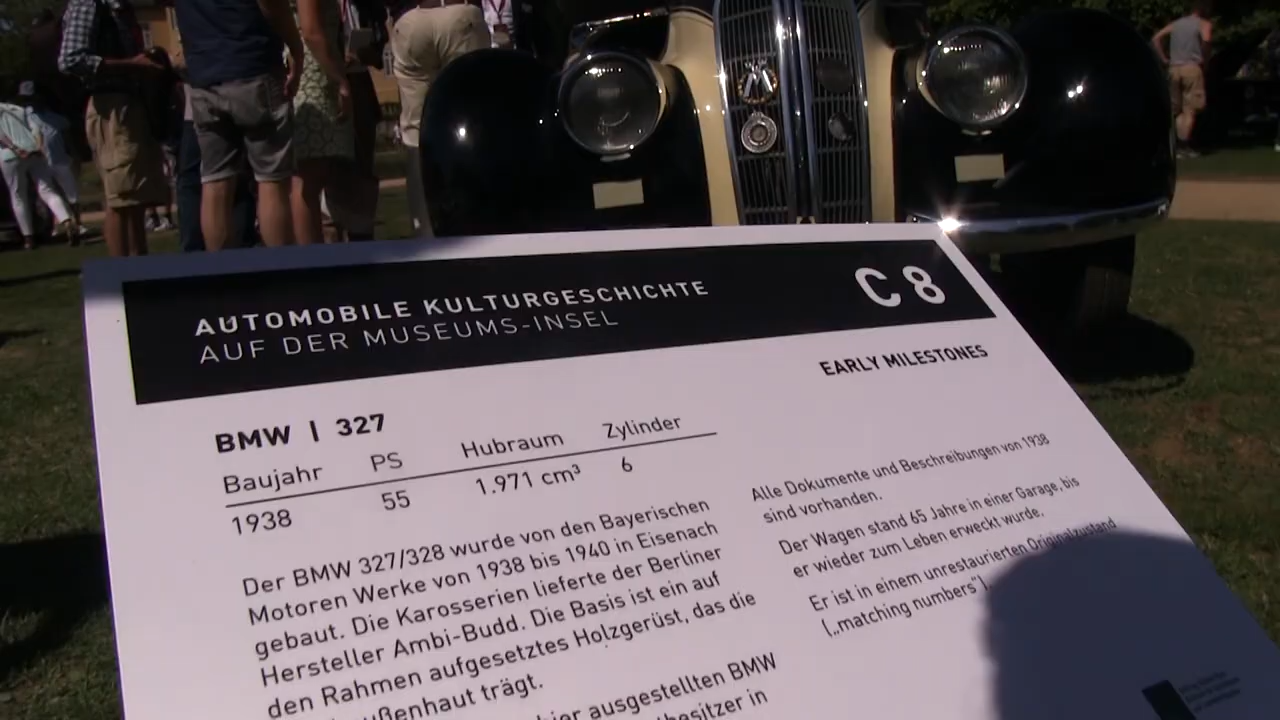 AUTOMOBILE KULTURGESCHICHTE
AUF DER MUSEUMS-INSEL
C 8
EARLY MILESTONES
BMW | 327
Baujahr PS Hubraum Zylinder
1938 55 1.971 cm³ 6
Der BMW 327/328 wurde von den Bayerischen
Motoren Werke von 1938 bis 1940 in Eisenach
gebaut. Die Karosserien lieferte der Berliner
Hersteller Ambi-Budd. Die Basis ist ein auf
den Rahmen aufgesetztes Holzgerüst, das die
trägt.
ausgestellten BMW
in
Alle Dokumente und Beschreibungen von 1938
sind vorhanden.
Der Wagen stand 65 Jahre in einer Garage, bis
er wieder zum Leben erweckt wurde.
Er ist in einem unrestaurierten Originalzustand
(„matching numbers").